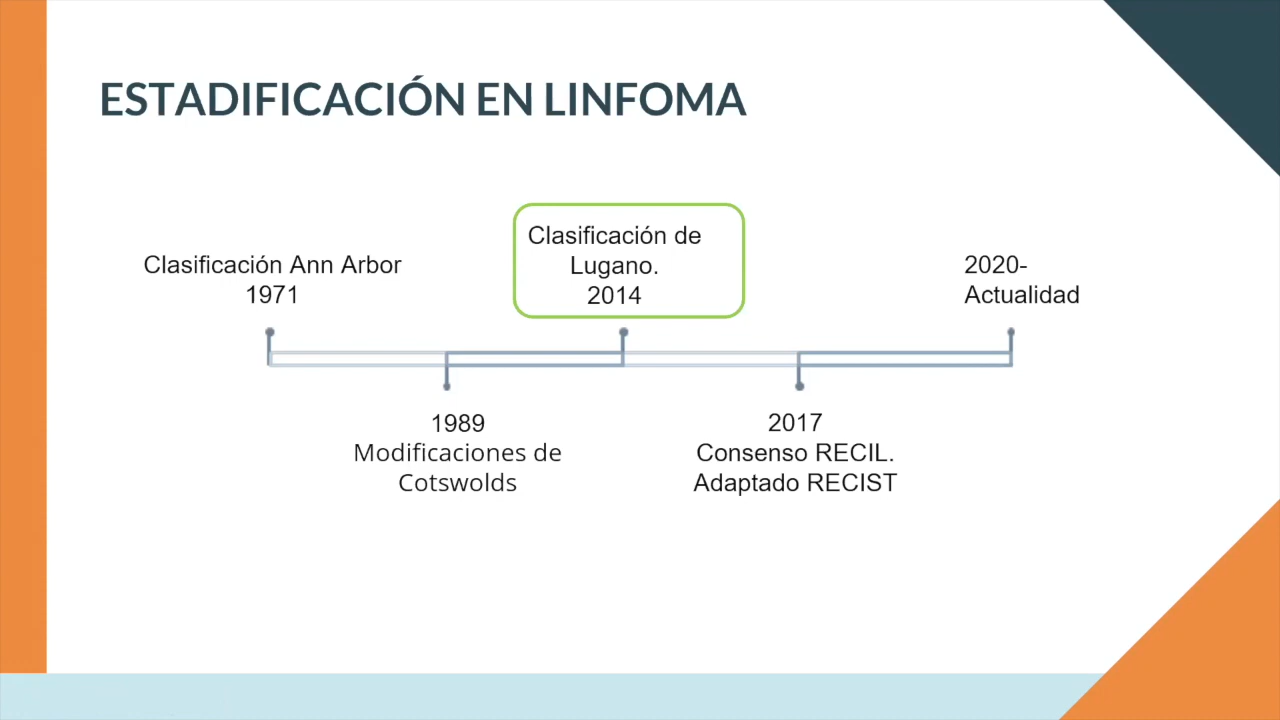 ESTADIFICACIÓN EN LINFOMA
Clasificación Ann Arbor
1971
Clasificación de
Lugano.
2014
2020-
Actualidad
1989
Modificaciones de
Cotswolds
2017
Consenso RECIL.
Adaptado RECIST